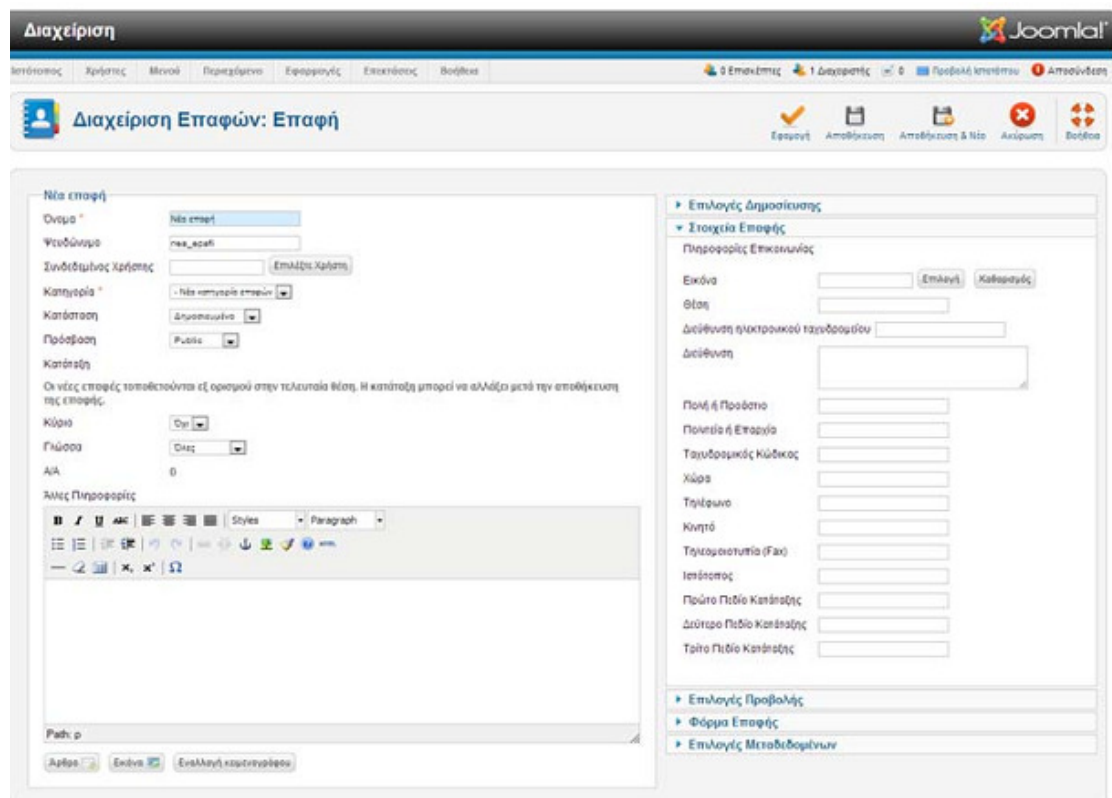 Διαχείριση
Joomla!
Ιστότοπος Χρήστες Μενού Περιεχόμενο Εφαρμογές Επεκτάσεις Βοήθεια
0 Επισκέπτες 1 Διαχειριστής 0 Προβολή Ιστοτόπου Αποσύνδεση
Διαχείριση Επαφών: Επαφή
Εφαρμογή Αποθήκευση Αποθήκευση & Νέο Ακύρωση Βοήθεια
Νέα επαφή
Όνομα * Νέα επαφή
Ψευδώνυμο nea_epafi
Συνδεδεμένος Χρήστης Επιλέξτε Χρήστη
Κατηγορία * - Νέα κατηγορία επαφών
Κατάσταση Δημοσιευμένο
Πρόσβαση Public
Κατάταξη
Οι νέες επαφές τοποθετούνται εξ ορισμού στην τελευταία θέση. Η κατάταξη μπορεί να αλλάξει μετά την αποθήκευση
της επαφής.
Κύριο Όχι
Γλώσσα Όλες
Α/Α 0
Άλλες Πληροφορίες
B I U ABC Styles Paragraph
HTML
Ω
Path: p
Άρθρο Εικόνα Εναλλαγή κειμενογράφου
Επιλογές Δημοσίευσης
Στοιχεία Επαφής
Πληροφορίες Επικοινωνίας
Εικόνα Επιλογή Καθαρισμός
Θέση
Διεύθυνση ηλεκτρονικού ταχυδρομείου
Διεύθυνση
Πόλη ή Προάστιο
Πολιτεία ή Επαρχία
Ταχυδρομικός Κώδικας
Χώρα
Τηλέφωνο
Κινητό
Τηλεομοιοτυπία (Fax)
Ιστότοπος
Πρώτο Πεδίο Κατάταξης
Δεύτερο Πεδίο Κατάταξης
Τρίτο Πεδίο Κατάταξης
Επιλογές Προβολής
Φόρμα Επαφής
Επιλογές Μεταδεδομένων